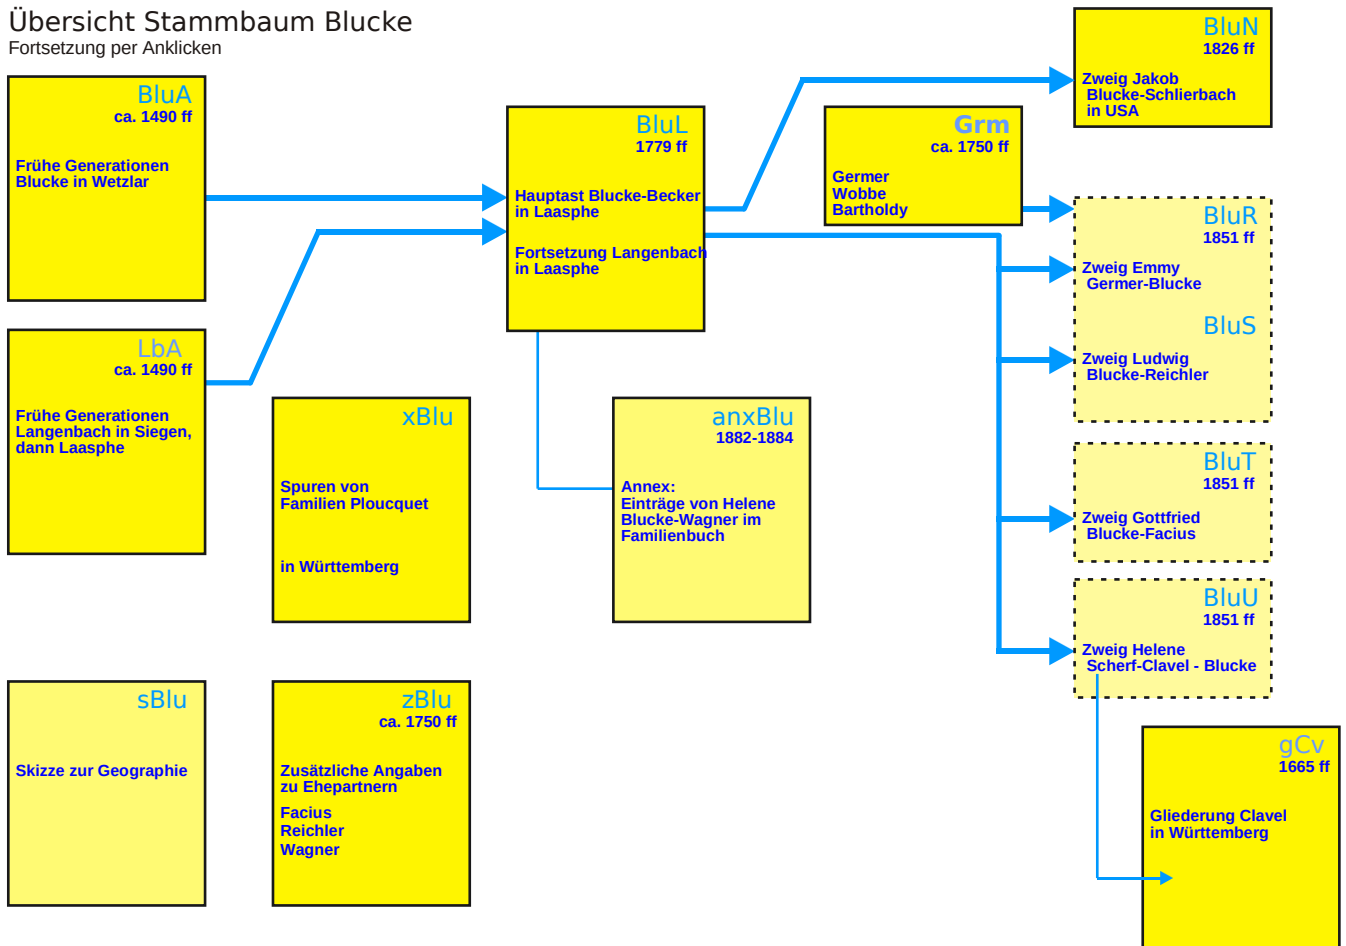 Übersicht Stammbaum Blucke
Fortsetzung per Anklicken
BluA
ca. 1490 ff
Frühe Generationen
Blucke in Wetzlar
LbA
ca. 1490 ff
Frühe Generationen
Langenbach in Siegen,
dann Laasphe
BluL
1779 ff
Hauptast Blucke-Becker
in Laasphe
Fortsetzung Langenbach
in Laasphe
Grm
ca. 1750 ff
Germer
Wobbe
Bartholdy
BluN
1826 ff
Zweig Jakob
Blucke-Schlierbach
in USA
BluR
1851 ff
Zweig Emmy
Germer-Blucke
BluS
Zweig Ludwig
Blucke-Reichler
BluT
1851 ff
Zweig Gottfried
Blucke-Facius
BluU
1851 ff
Zweig Helene
Scherf-Clavel - Blucke
xBlu
Spuren von
Familien Ploucquet
in Württemberg
anxBlu
1882-1884
Annex:
Einträge von Helene
Blucke-Wagner im
Familienbuch
sBlu
Skizze zur Geographie
zBlu
ca. 1750 ff
Zusätzliche Angaben
zu Ehepartnern
Facius
Reichler
Wagner
gCv
1665 ff
Gliederung Clavel
in Württemberg